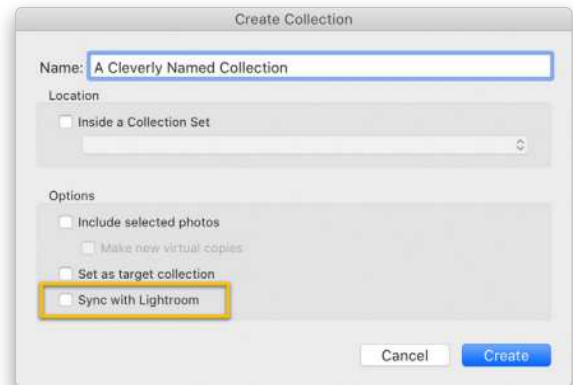 Create Collection
Name: A Cleverly Named Collection
Location
Inside a Collection Set
Options
Include selected photos
Make new virtual copies
Set as target collection
Sync with Lightroom
Cancel Create